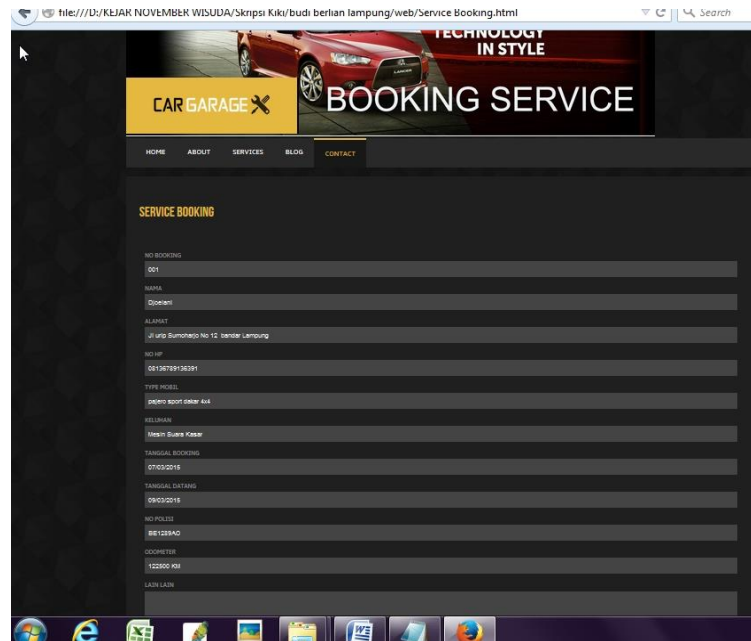 file:///D:/KEJAR NOVEMBER WISUDA/Skripsi Kiki/budi berlian lampung/web/Service Booking.html
Search
TECHNOLOGY
IN STYLE
CARGARAGE
BOOKING SERVICE
HOME ABOUT SERVICES BLOG CONTACT
SERVICE BOOKING
NO BOOKING
001
NAMA
Djoelani
ALAMAT
Jl urip Sumoharjo No 12 bandar Lampung
NO HP
08136789136391
TYPE MOBIL
pajero sport dakar 4x4
KELUHAN
Mesin Suara Kasar
TANGGAL BOOKING
07/03/2015
TANGGAL DATANG
09/03/2015
NO POLISI
BE1289AO
ODOMETER
122500 KM
LAIN LAIN